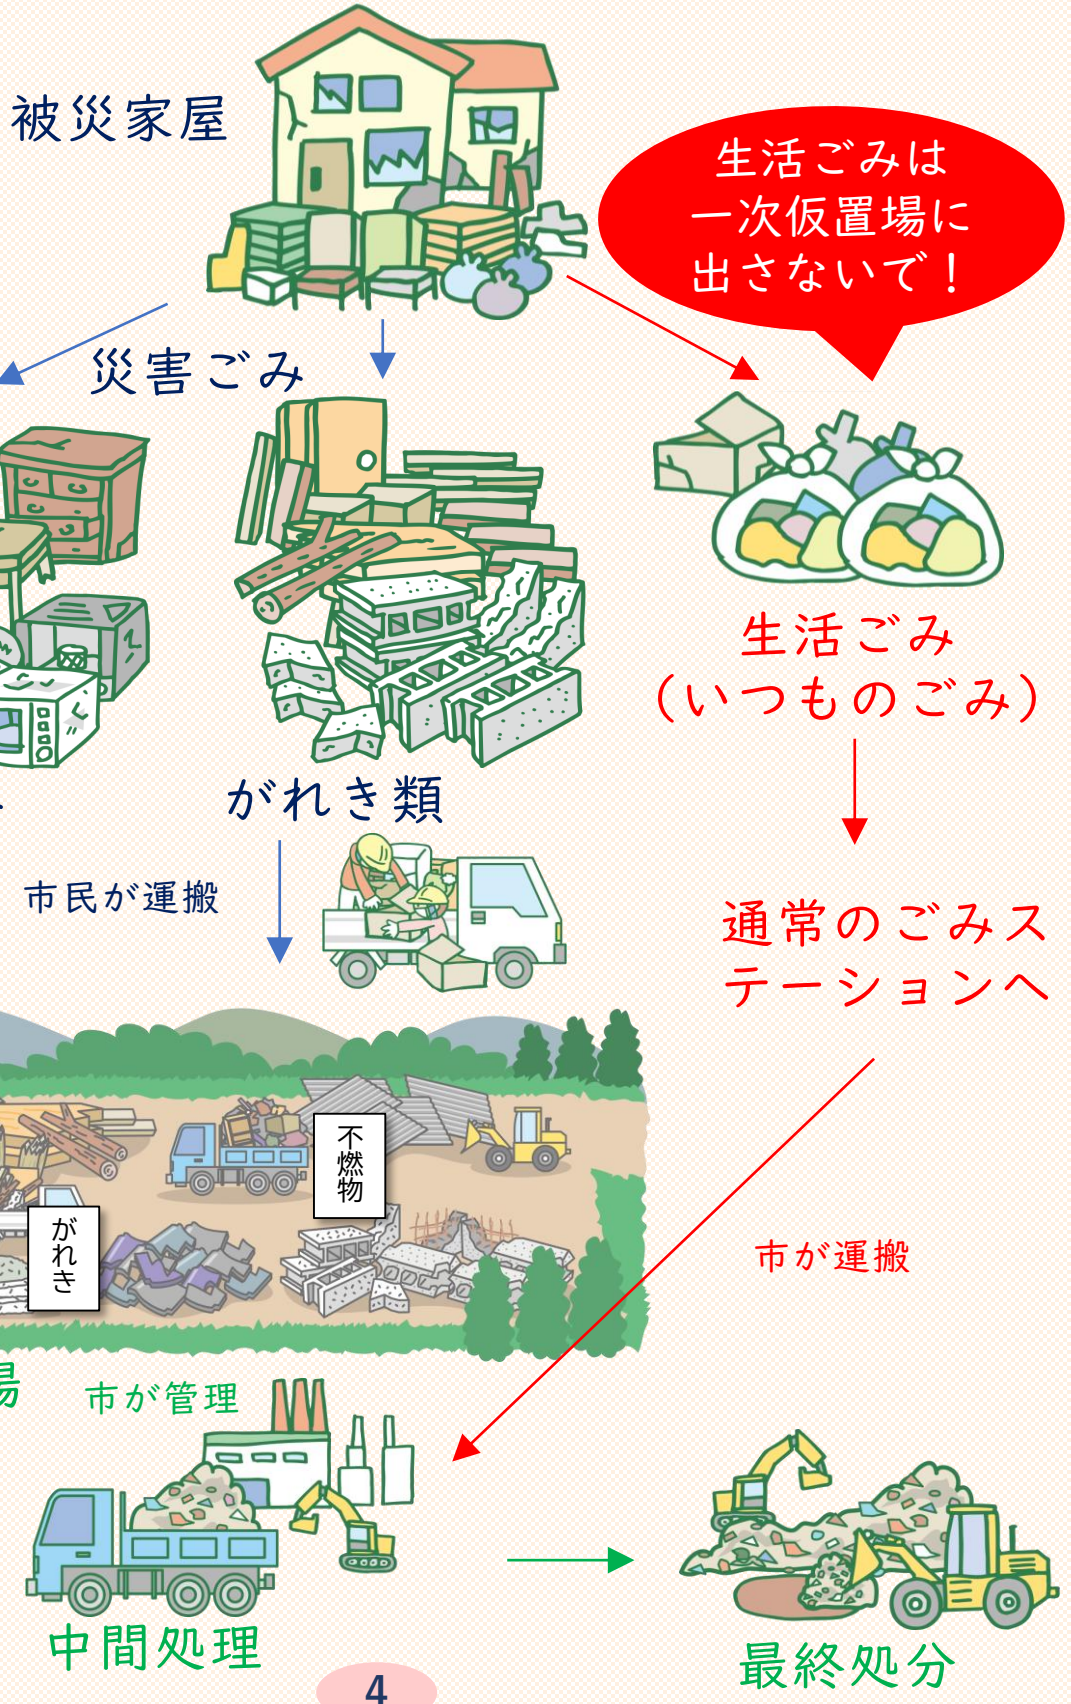 被災家屋
生活ごみは
一次仮置場に
出さないで！
災害ごみ
生活ごみ
（いつものごみ）
がれき類
市民が運搬
通常のごみス
テーションへ
不燃物
がれき
市が運搬
場
市が管理
中間処理
最終処分
4